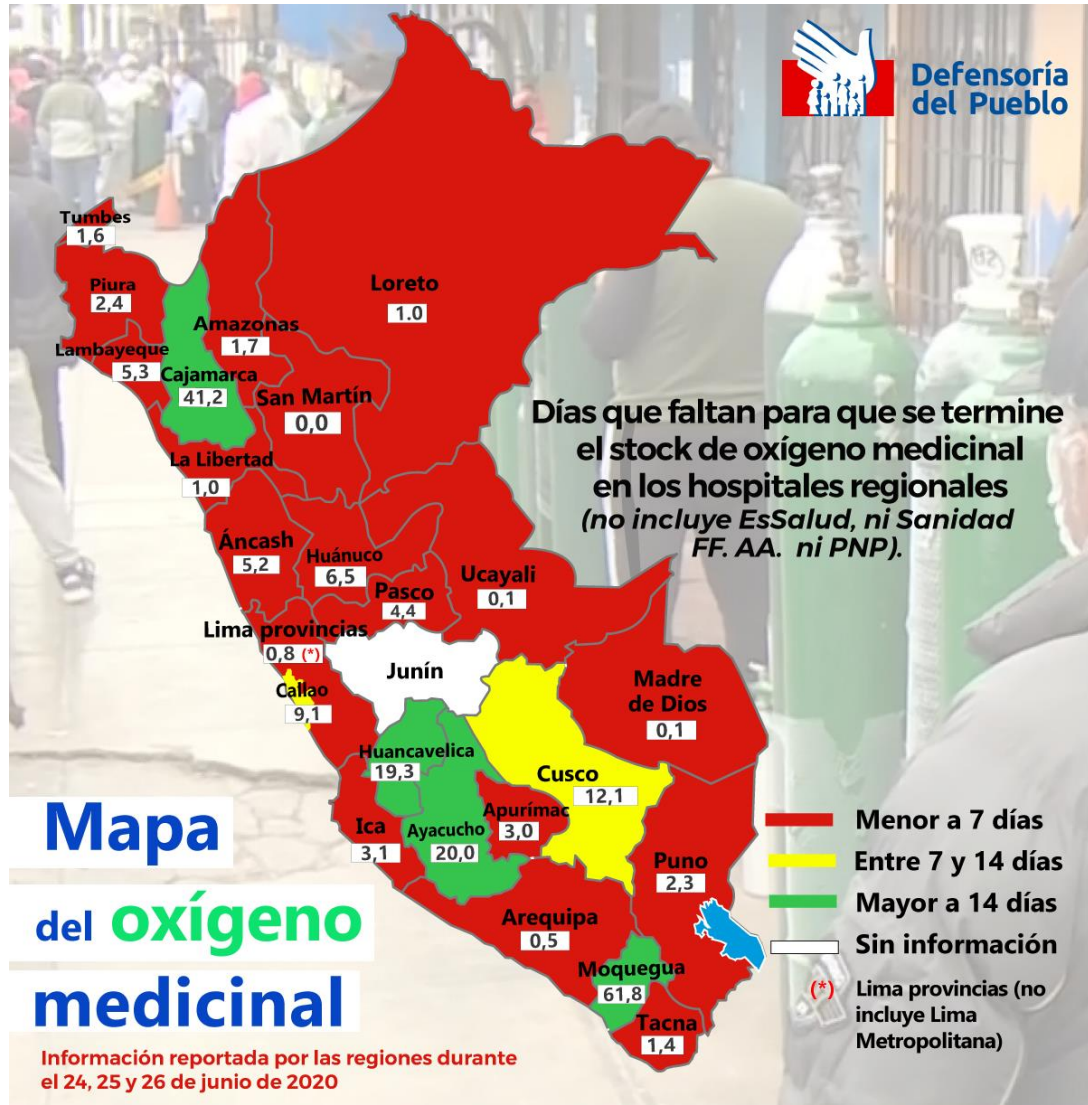 Defensoría
del Pueblo
Tumbes
1,6
Piura
2,4
Loreto
1.0
Amazonas
1,7
Lambayeque
5,3
Cajamarca
41,2
San Martín
0,0
Días que faltan para que se termine
el stock de oxígeno medicinal
en los hospitales regionales
(no incluye EsSalud, ni Sanidad
FF. AA. ni PNP).
La Libertad
1,0
Áncash
5,2
Huánuco
6,5
Pasco
4,4
Ucayali
0,1
Lima provincias
0,8 (*)
Junín
Callao
9,1
Madre
de Dios
0,1
Huancavelica
19,3
Cusco
12,1
Apurímac
3,0
Ica
3,1
Ayacucho
20,0
Puno
2,3
Arequipa
0,5
Moquegua
61,8
Tacna
1,4
Menor a 7 días
Entre 7 y 14 días
Mayor a 14 días
Sin información
(*) Lima provincias (no
incluye Lima
Metropolitana)
Mapa
del oxígeno
medicinal
Información reportada por las regiones durante
el 24, 25 y 26 de junio de 2020